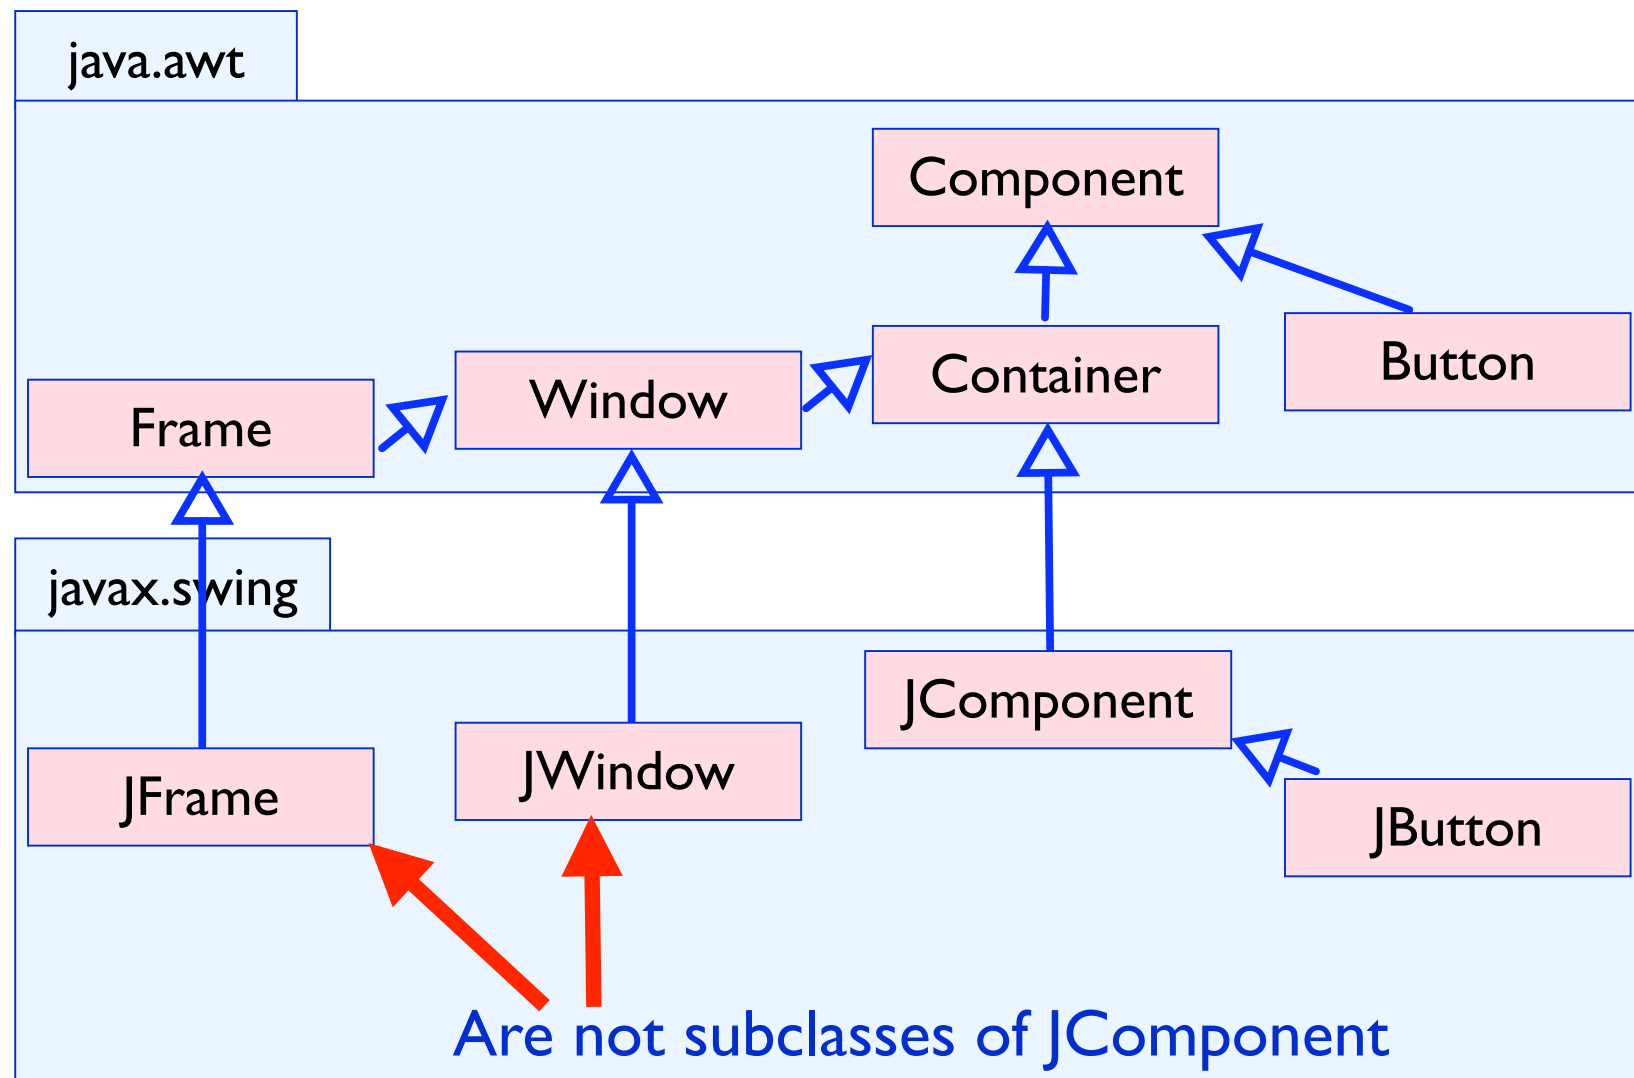 java.awt
Component
Button
Container
Window
Frame
javax.swing
JComponent
JWindow
JFrame
JButton
Are not subclasses of JComponent